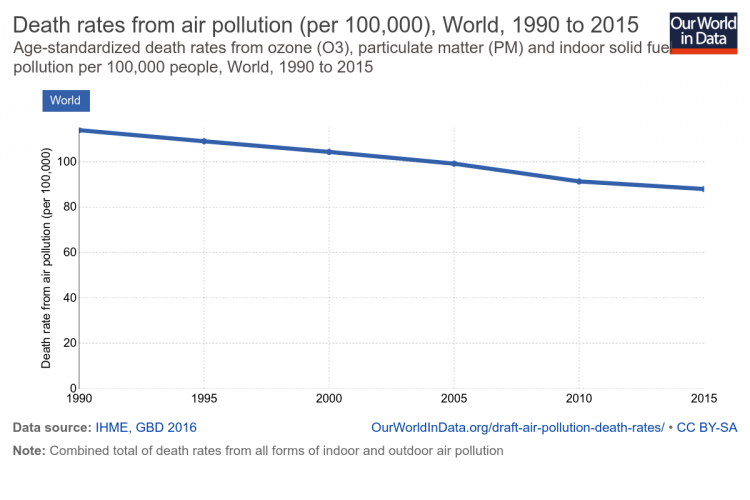 Death rates from air pollution (per 100,000), World, 1990 to 2015
Our World
in Data
Age-standardized death rates from ozone (O3), particulate matter (PM) and indoor solid fue
pollution per 100,000 people, World, 1990 to 2015
World
Death rate from air pollution (per 100,000)
100
80
60
40
20
0
1990 1995 2000 2005 2010 2015
Data source: IHME, GBD 2016 OurWorldInData.org/draft-air-pollution-death-rates/ • CC BY-SA
Note: Combined total of death rates from all forms of indoor and outdoor air pollution